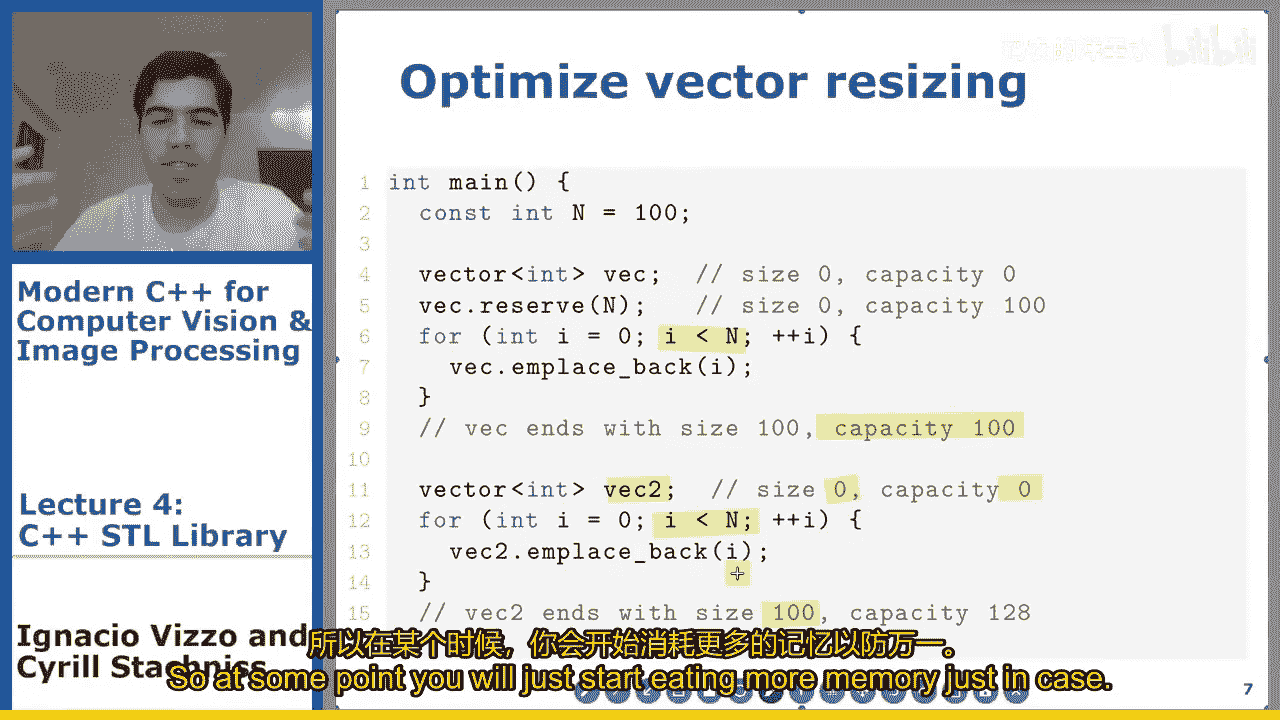 bilibili
Optimize vector resizing
1 int main() {
2 const int N = 100;
3
4 vector<int> vec; // size 0, capacity 0
5 vec.reserve(N); // size 0, capacity 100
6 for (int i = 0; i < N; ++i) {
7 vec.emplace_back(i);
8 }
9 // vec ends with size 100, capacity 100
10
11 vector<int> vec2; // size 0, capacity 0
12 for (int i = 0; i < N; ++i) {
13 vec2.emplace_back(i);
14 }
15 // vec2 ends with size 100, capacity 128
Modern C++ for
Computer Vision &
Image Processing
Lecture 4:
C++ STL Library
Ignacio Vizzo and
Cyrill Stachniss
所以在某个时候，你会开始消耗更多的记忆以防万一。
So at some point you will just start eating more memory just in case.
7